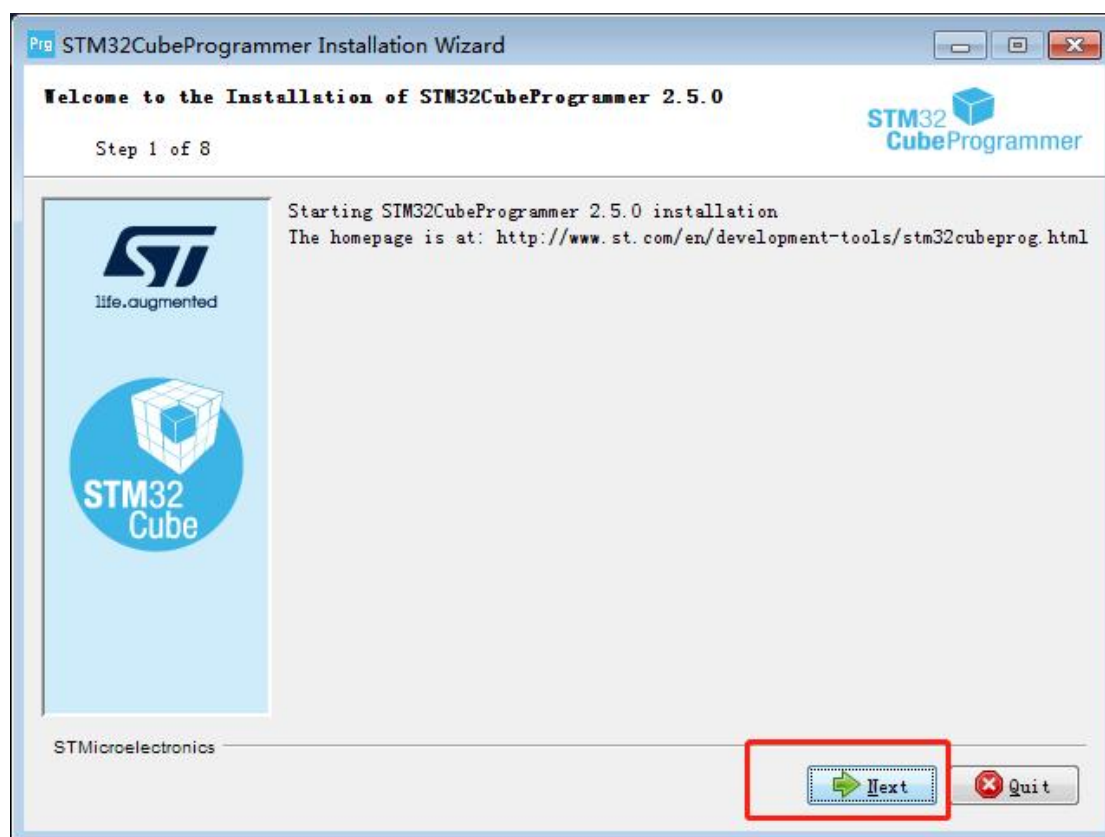 Prg STM32CubeProgrammer Installation Wizard
Welcome to the Installation of STM32CubeProgrammer 2.5.0
Step 1 of 8
STM32
CubeProgrammer
ST
life.augmented
Starting STM32CubeProgrammer 2.5.0 installation
The homepage is at: http://www.st.com/en/development-tools/stm32cubeprog.html
STM32
Cube
STMicroelectronics
Next
Quit